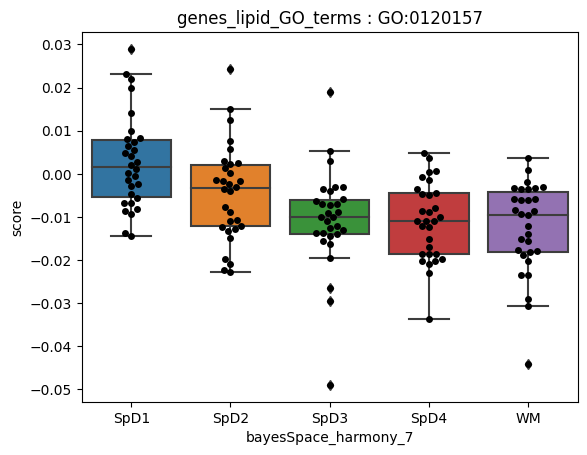 genes_lipid_GO_terms : GO:0120157
0.03
0.02
0.01
0.00
−0.01
−0.02
−0.03
−0.04
−0.05
score
SpD1 SpD2 SpD3 SpD4 WM
bayesSpace_harmony_7